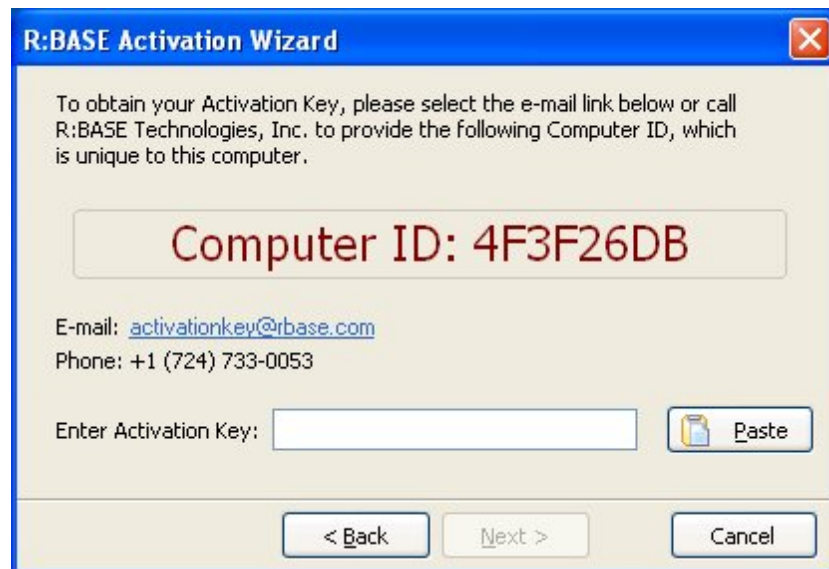 R:BASE Activation Wizard
To obtain your Activation Key, please select the e-mail link below or call
R:BASE Technologies, Inc. to provide the following Computer ID, which
is unique to this computer.
Computer ID: 4F3F26DB
E-mail: activationkey@rbase.com
Phone: +1 (724) 733-0053
Enter Activation Key: Paste
< Back Next > Cancel